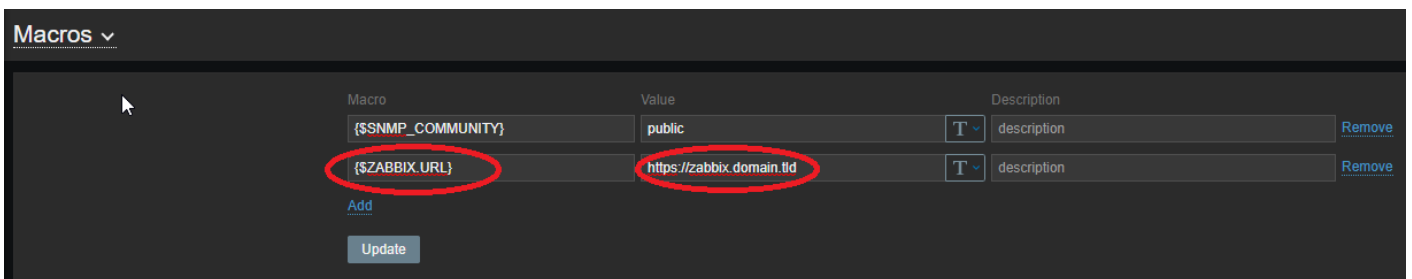 Macros
Macro Value Description
{$SNMP_COMMUNITY} public T description Remove
{$ZABBIX.URL} https://zabbix.domain.tld T description Remove
Add
Update